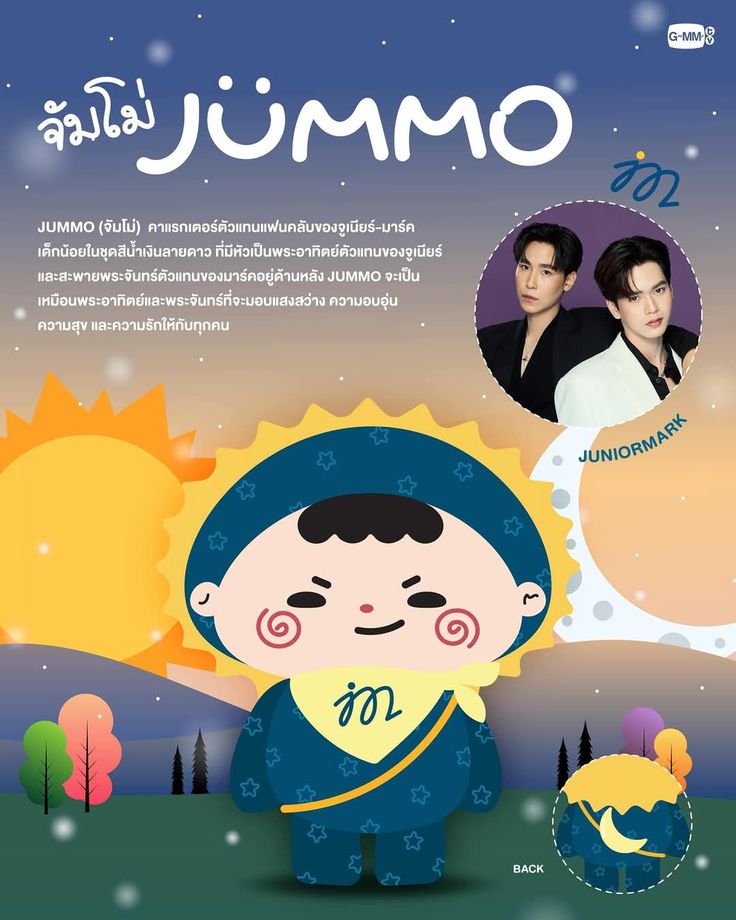 GMMTV
จัมโม่ JUMMO
JUMMO (จัมโม่) คาแรกเตอร์ตัวแทนแฟนคลับของจูเนียร์-มาร์ค
เด็กน้อยในชุดสีน้ำเงินลายดาว ที่มีหัวเป็นพระอาทิตย์ตัวแทนของจูเนียร์
และสะพายพระจันทร์ตัวแทนของมาร์คอยู่ด้านหลัง JUMMO จะเป็น
เหมือนพระอาทิตย์และพระจันทร์ที่จะมอบแสงสว่าง ความอบอุ่น
ความสุข และความรักให้กับทุกคน
jm
JUNIORMARK
jm
BACK